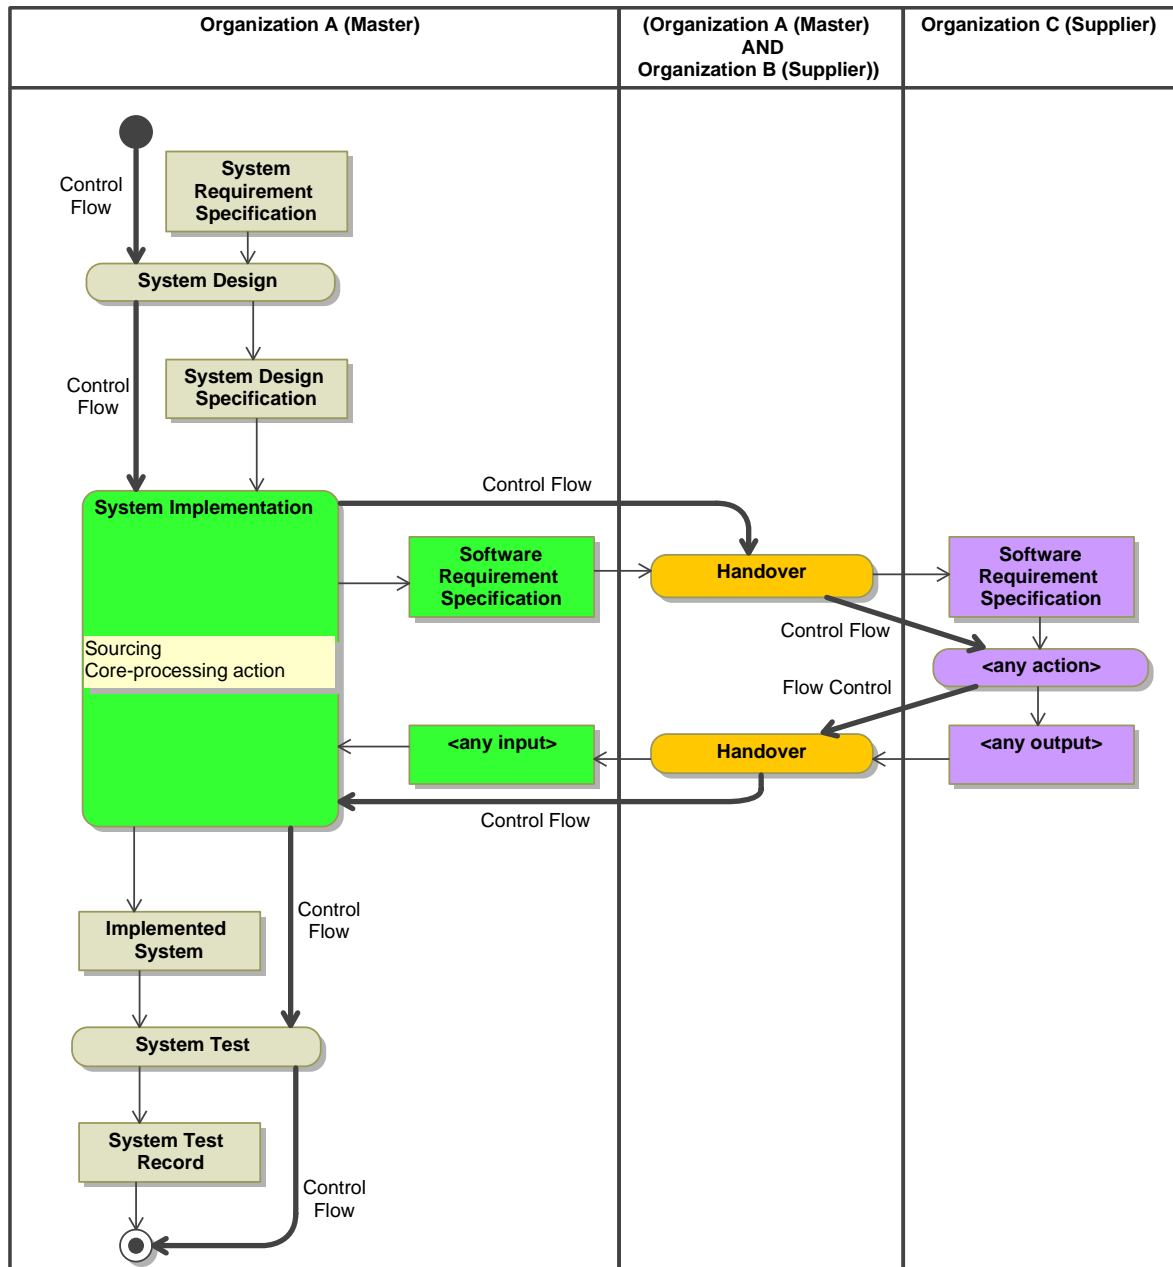 Organization A (Master)
(Organization A (Master)
AND
Organization B (Supplier))
Organization C (Supplier)
Control
Flow
System
Requirement
Specification
System Design
Control
Flow
System Design
Specification
System Implementation
Control Flow
Software
Requirement
Specification
Handover
Software
Requirement
Specification
Control Flow
Sourcing
Core-processing action
<any action>
Flow Control
<any input>
Handover
<any output>
Control Flow
Implemented
System
Control
Flow
System Test
System Test
Record
Control
Flow